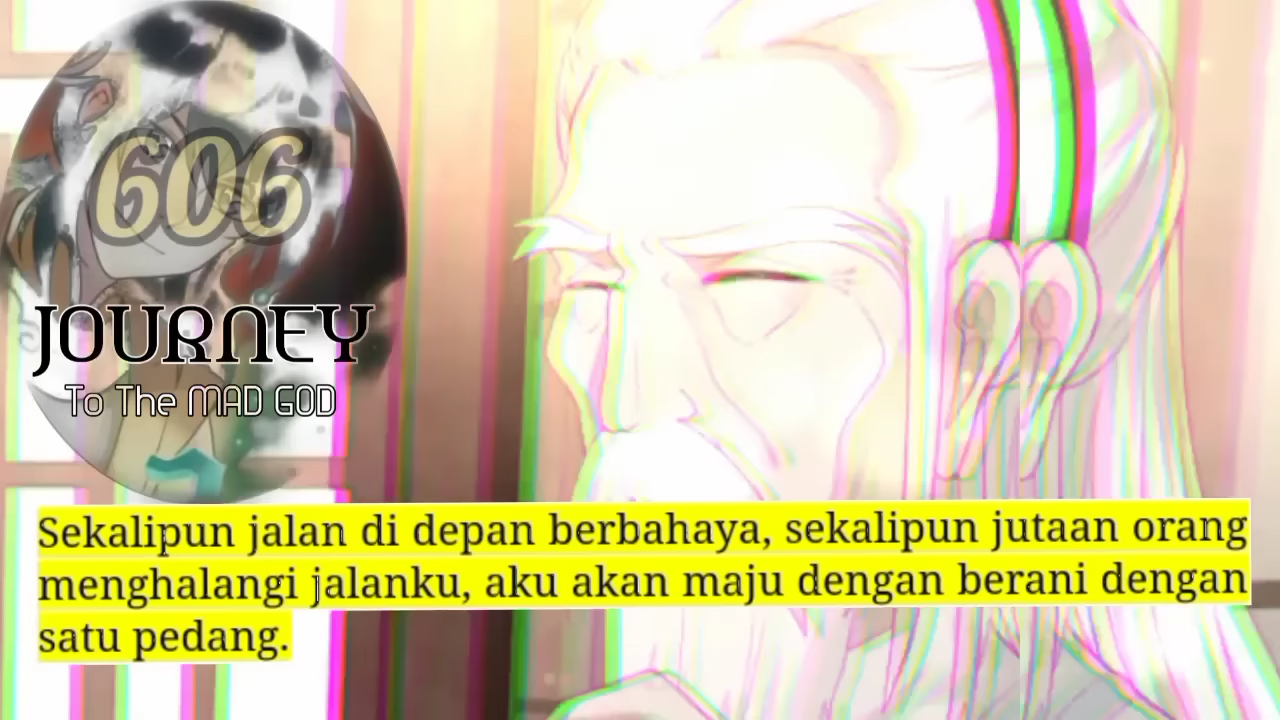 606
JOURNEY
To The MAD GOD
Sekalipun jalan di depan berbahaya, sekalipun jutaan orang
menghalangi jalanku, aku akan maju dengan berani dengan
satu pedang.